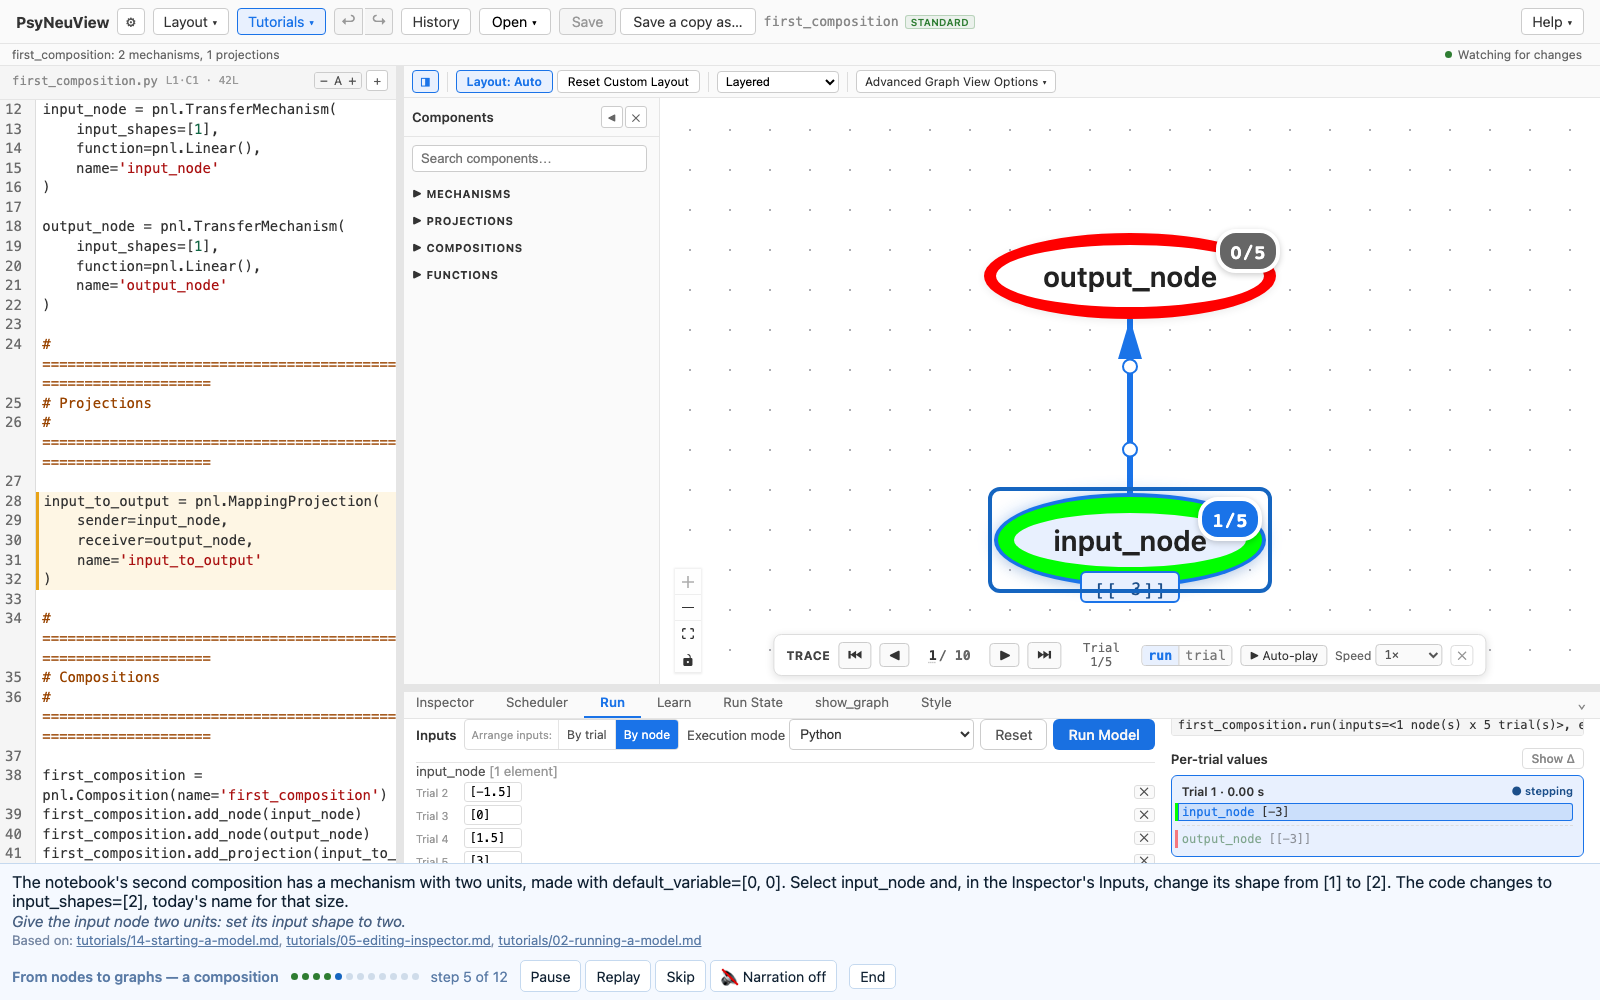 PsyNeuView ⚙ Layout ▾ Tutorials ▾ ↩ ↪ History Open ▾ Save Save a copy as... first_composition STANDARD Help ▾
first_composition: 2 mechanisms, 1 projections Watching for changes
first_composition.py L1·C1 · 42L − A + +
Layout: Auto Reset Custom Layout Layered Advanced Graph View Options ▾
12 input_node = pnl.TransferMechanism(
13 input_shapes=[1],
14 function=pnl.Linear(),
15 name='input_node'
16 )
17
18 output_node = pnl.TransferMechanism(
19 input_shapes=[1],
20 function=pnl.Linear(),
21 name='output_node'
22 )
23
24 #
==========================================
====================
25 # Projections
26 #
==========================================
====================
27
28 input_to_output = pnl.MappingProjection(
29 sender=input_node,
30 receiver=output_node,
31 name='input_to_output'
32 )
33
34 #
==========================================
====================
35 # Compositions
36 #
==========================================
====================
37
38 first_composition =
pnl.Composition(name='first_composition')
39 first_composition.add_node(input_node)
40 first_composition.add_node(output_node)
41 first_composition.add_projection(input_to_
Components ◀ ✕
Search components...
▶ MECHANISMS
▶ PROJECTIONS
▶ COMPOSITIONS
▶ FUNCTIONS
0/5
output_node
1/5
input_node
[[-3]]
TRACE ⏮ ◀ 1 / 10 ▶ ⏭ Trial 1/5 run trial ▶ Auto-play Speed 1× ✕
Inspector Scheduler Run Learn Run State show_graph Style
Inputs Arrange inputs: By trial By node Execution mode Python Reset Run Model
input_node [1 element]
Trial 2 [−1.5] ✕
Trial 3 [0] ✕
Trial 4 [1.5] ✕
Trial 5 [3] ✕
first_composition.run(inputs=<1 node(s) x 5 trial(s)>, e
Per-trial values Show Δ
Trial 1 · 0.00 s stepping
input_node [−3]
output_node [[−3]]
The notebook's second composition has a mechanism with two units, made with default_variable=[0, 0]. Select input_node and, in the Inspector's Inputs, change its shape from [1] to [2]. The code changes to
input_shapes=[2], today's name for that size.
Give the input node two units: set its input shape to two.
Based on: tutorials/14-starting-a-model.md, tutorials/05-editing-inspector.md, tutorials/02-running-a-model.md
From nodes to graphs — a composition step 5 of 12 Pause Replay Skip Narration off End